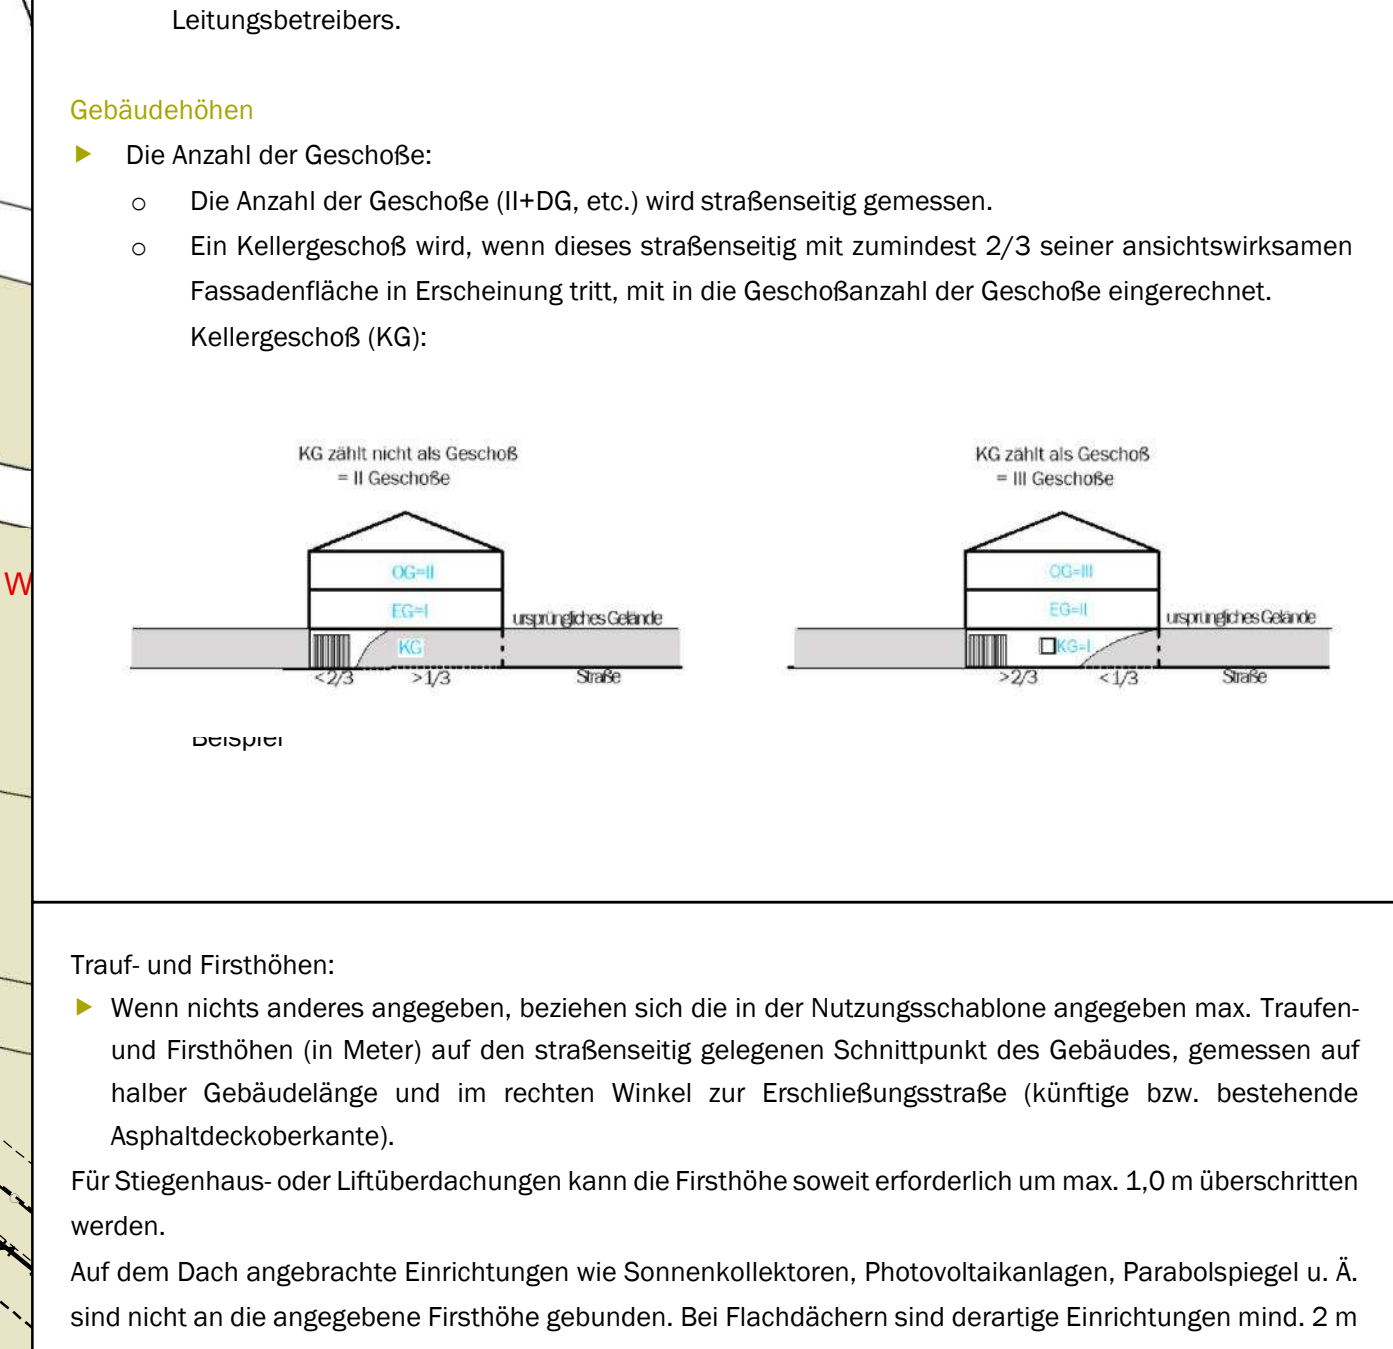 Leitungsbetreibers.
Gebäudehöhen
Die Anzahl der Geschoße:
o Die Anzahl der Geschoße (II+DG, etc.) wird straßenseitig gemessen.
o Ein Kellergeschoß wird, wenn dieses straßenseitig mit zumindest 2/3 seiner ansichtswirksamen
Fassadenfläche in Erscheinung tritt, mit in die Geschoßanzahl der Geschoße eingerechnet.
Kellergeschoß (KG):
KG zählt nicht als Geschoß
= II Geschoße
OG=II
EG=I
ursprüngliches Gelände
KG
<2/3 >1/3 Straße
KG zählt als Geschoß
= III Geschoße
OG=III
EG=II
ursprüngliches Gelände
KG=I
>2/3 <1/3 Straße
W
Beispiel
Trauf- und Firsthöhen:
Wenn nichts anderes angegeben, beziehen sich die in der Nutzungsschablone angegeben max. Traufen-
und Firsthöhen (in Meter) auf den straßenseitig gelegenen Schnittpunkt des Gebäudes, gemessen auf
halber Gebäudelänge und im rechten Winkel zur Erschließungsstraße (künftige bzw. bestehende
Asphaltdeckoberkante).
Für Stiegenhaus- oder Liftüberdachungen kann die Firsthöhe soweit erforderlich um max. 1,0 m überschritten
werden.
Auf dem Dach angebrachte Einrichtungen wie Sonnenkollektoren, Photovoltaikanlagen, Parabolspiegel u. Ä.
sind nicht an die angegebene Firsthöhe gebunden. Bei Flachdächern sind derartige Einrichtungen mind. 2 m